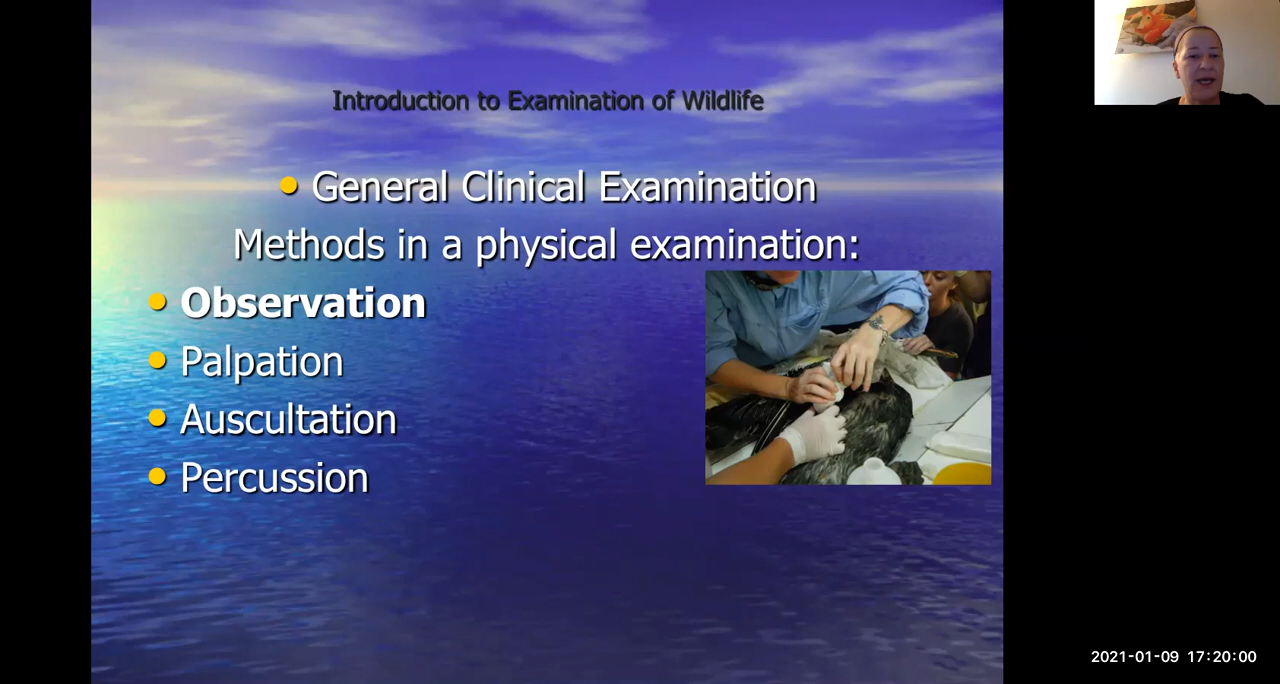 Introduction to Examination of Wildlife
• General Clinical Examination
Methods in a physical examination:
• Observation
• Palpation
• Auscultation
• Percussion
2021-01-09 17:20:00